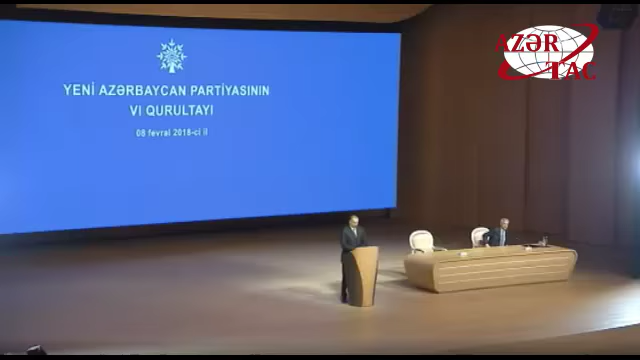 YENİ AZƏRBAYCAN PARTİYASININ
VI QURULTAYI
08 fevral 2018-ci il
AZƏR
TAC